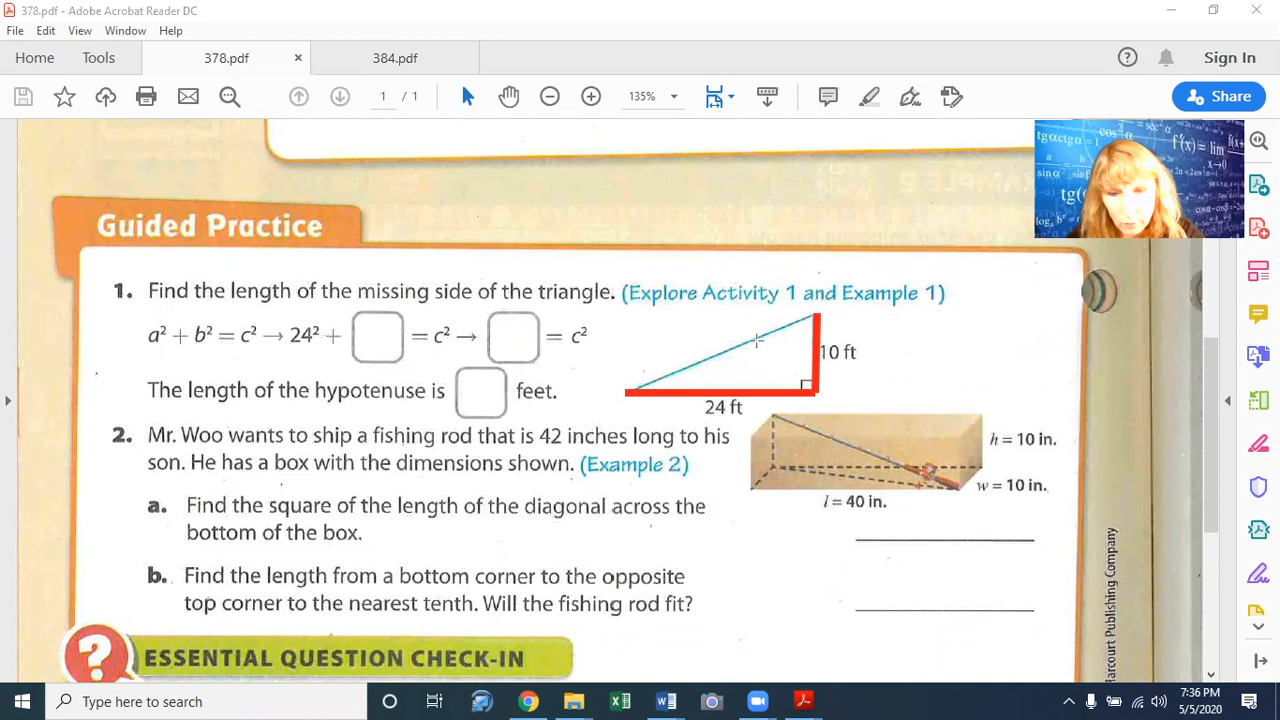 378.pdf - Adobe Acrobat Reader DC
File Edit View Window Help
Home Tools 378.pdf × 384.pdf Sign In
1 / 1 135% Share
Guided Practice
1. Find the length of the missing side of the triangle. (Explore Activity 1 and Example 1)
a² + b² = c² → 24² + = c² → = c²
10 ft
The length of the hypotenuse is feet.
24 ft
2. Mr. Woo wants to ship a fishing rod that is 42 inches long to his
son. He has a box with the dimensions shown. (Example 2)
h = 10 in.
w = 10 in.
l = 40 in.
a. Find the square of the length of the diagonal across the
bottom of the box.
b. Find the length from a bottom corner to the opposite
top corner to the nearest tenth. Will the fishing rod fit?
Harcourt Publishing Company
? ESSENTIAL QUESTION CHECK-IN
Type here to search
7:36 PM
5/5/2020